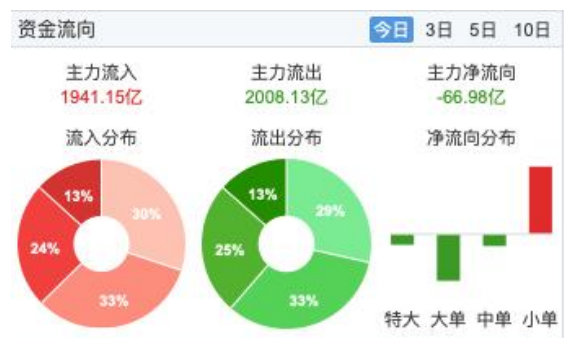 资金流向 今日 3日 5日 10日
主力流入 主力流出 主力净流向
1941.15亿 2008.13亿 -66.98亿
流入分布 流出分布 净流向分布
13% 30% 13% 29%
24% 25%
33% 33%
特大 大单 中单 小单